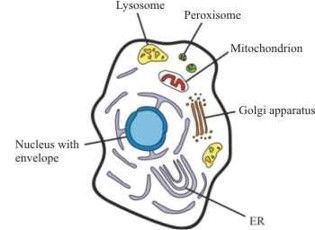 Lysosome
Peroxisome
Mitochondrion
Golgi apparatus
Nucleus with
envelope
ER